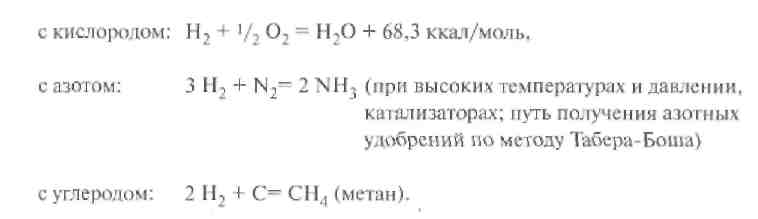 с кислородом: H₂ + 1/₂ O₂ = H₂O + 68,3 ккал/моль,
с азотом: 3 H₂ + N₂= 2 NH₃ (при высоких температурах и давлении,
катализаторах; путь получения азотных
удобрений по методу Табера-Боша)
с углеродом: 2 H₂ + C= CH₄ (метан).